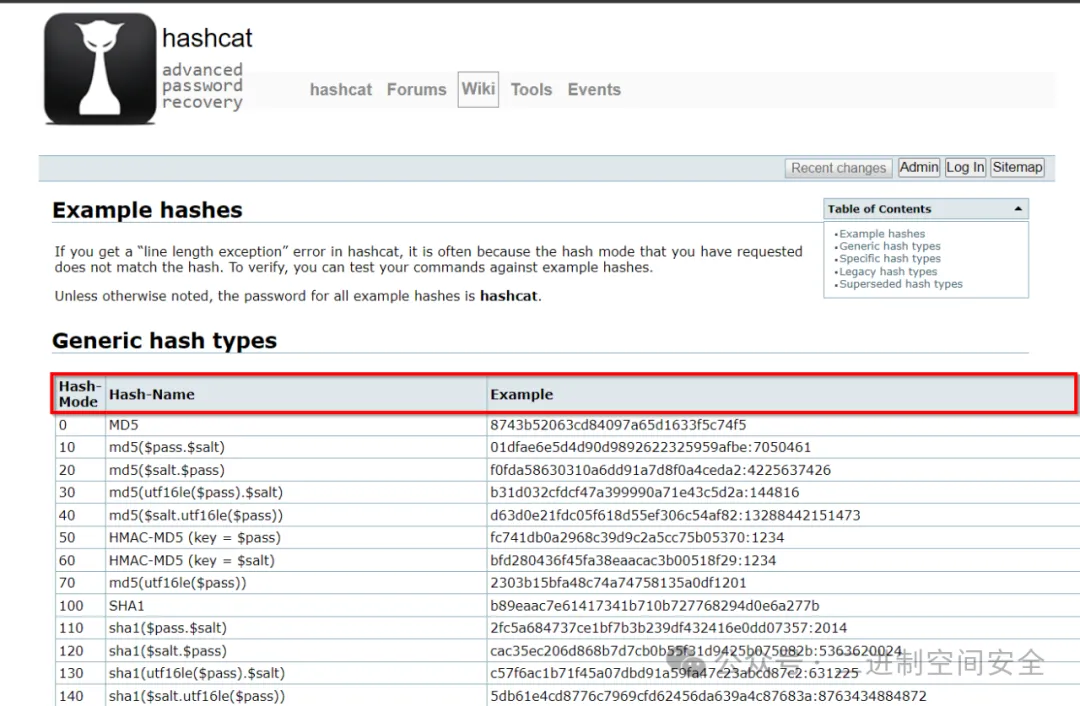 hashcat
advanced
password
recovery
hashcat Forums Wiki Tools Events
Recent changes Admin Log In Sitemap
Example hashes
If you get a “line length exception” error in hashcat, it is often because the hash mode that you have requested
does not match the hash. To verify, you can test your commands against example hashes.
Unless otherwise noted, the password for all example hashes is hashcat.
Table of Contents
Example hashes
Generic hash types
Specific hash types
Legacy hash types
Superseded hash types
Generic hash types
Hash-Mode Hash-Name Example
0 MD5 8743b52063cd84097a65d1633f5c74f5
10 md5($pass.$salt) 01dfae6e5d4d90d9892622325959afbe:7050461
20 md5($salt.$pass) f0fda58630310a6dd91a7d8f0a4ceda2:4225637426
30 md5(utf16le($pass).$salt) b31d032cfdcf47a399990a71e43c5d2a:144816
40 md5($salt.utf16le($pass)) d63d0e21fdc05f618d55ef306c54af82:13288442151473
50 HMAC-MD5 (key = $pass) fc741db0a2968c39d9c2a5cc75b05370:1234
60 HMAC-MD5 (key = $salt) bfd280436f45fa38eaacac3b00518f29:1234
70 md5(utf16le($pass)) 2303b15bfa48c74a74758135a0df1201
100 SHA1 b89eaac7e61417341b710b727768294d0e6a277b
110 sha1($pass.$salt) 2fc5a684737ce1bf7b3b239df432416e0dd07357:2014
120 sha1($salt.$pass) cac35ec206d868b7d7cb0b55f31d9425b075082b:5363620024
130 sha1(utf16le($pass).$salt) c57f6ac1b71f45a07dbd91a59fa47c23abcd87c2:631225
140 sha1($salt.utf16le($pass)) 5db61e4cd8776c7969cfd62456da639a4c87683a:8763434884872
公众号 · 二进制空间安全